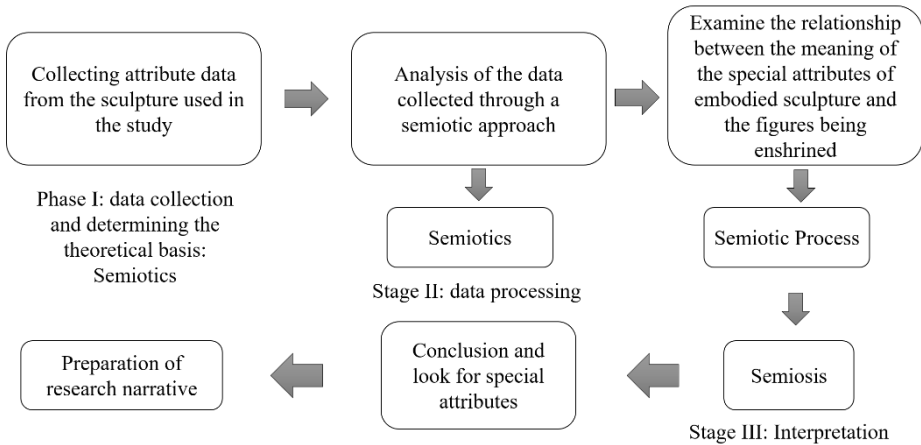 Collecting attribute data
from the sculpture used in
the study
Analysis of the data
collected through a
semiotic approach
Examine the relationship
between the meaning of
the special attributes of
embodied sculpture and
the figures being
enshrined
Phase I: data collection
and determining the
theoretical basis:
Semiotics
Semiotics
Stage II: data processing
Semiotic Process
Preparation of
research narrative
Conclusion and
look for special
attributes
Semiosis
Stage III: Interpretation